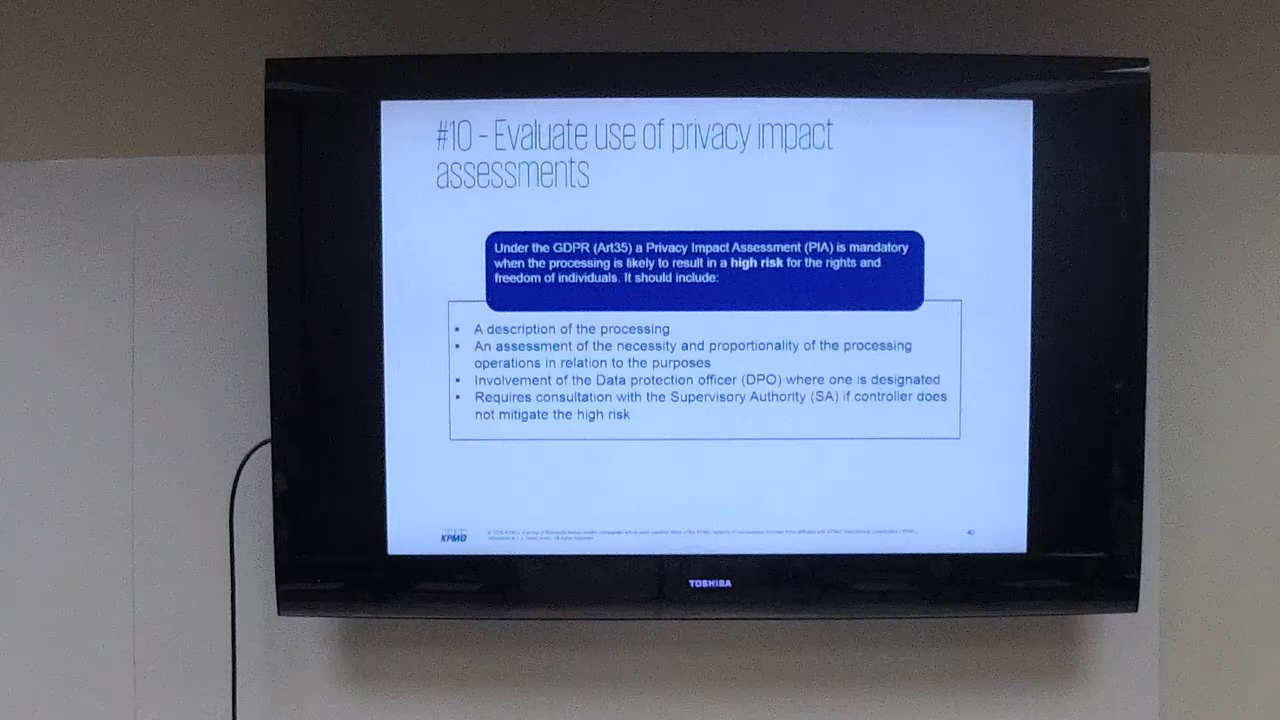 #10 - Evaluate use of privacy impact
assessments
Under the GDPR (Art35) a Privacy Impact Assessment (PIA) is mandatory
when the processing is likely to result in a high risk for the rights and
freedom of individuals. It should include:
▪ A description of the processing
▪ An assessment of the necessity and proportionality of the processing
operations in relation to the purposes
▪ Involvement of the Data protection officer (DPO) where one is designated
▪ Requires consultation with the Supervisory Authority (SA) if controller does
not mitigate the high risk
KPMG
40
TOSHIBA